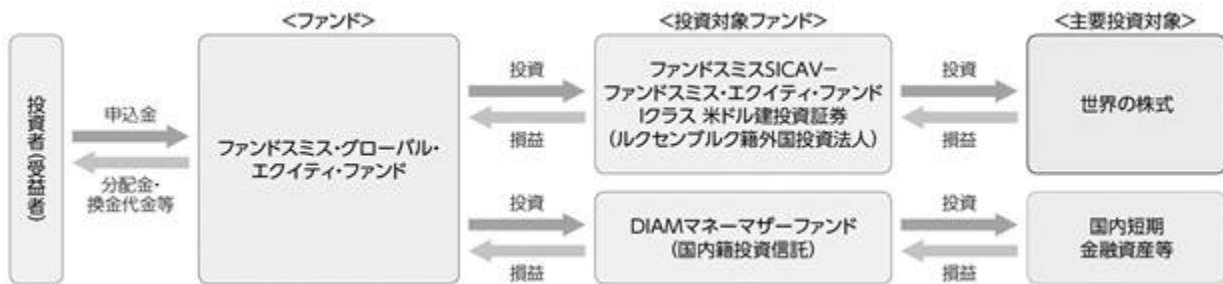 ＜ファンド＞
＜投資対象ファンド＞
＜主要投資対象＞
投資者(受益者)
申込金
分配金・
換金代金等
ファンドスミス・グローバル・
エクイティ・ファンド
投資
損益
ファンドスミスSICAV－
ファンドスミス・エクイティ・ファンド
Iクラス 米ドル建投資証券
(ルクセンブルク籍外国投資法人)
投資
損益
世界の株式
投資
損益
DIAMマネーマザーファンド
(国内籍投資信託)
投資
損益
国内短期
金融資産等